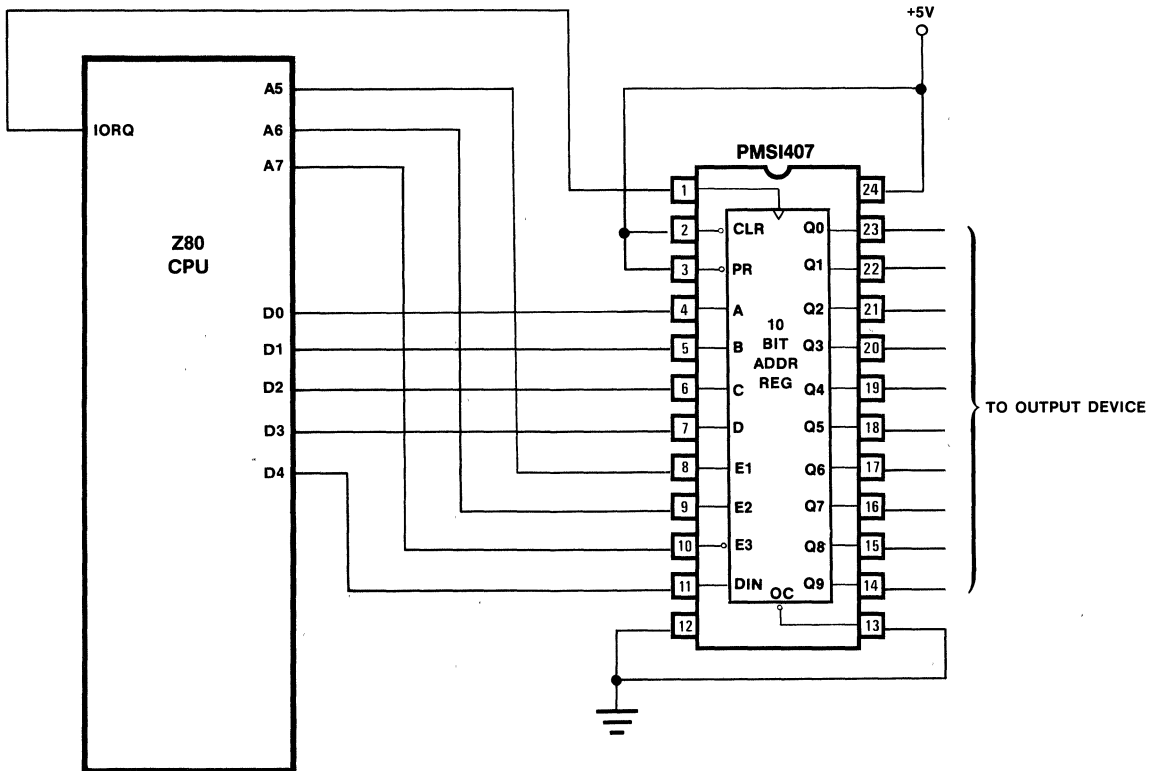 +5V
IORQ
A5
A6
A7
Z80
CPU
D0
D1
D2
D3
D4
PMSI407
1
2
3
4
5
6
7
8
9
10
11
12
CLR
PR
A
B
C
D
E1
E2
E3
DIN
OC
10
BIT
ADDR
REG
Q0
Q1
Q2
Q3
Q4
Q5
Q6
Q7
Q8
Q9
24
23
22
21
20
19
18
17
16
15
14
13
TO OUTPUT DEVICE